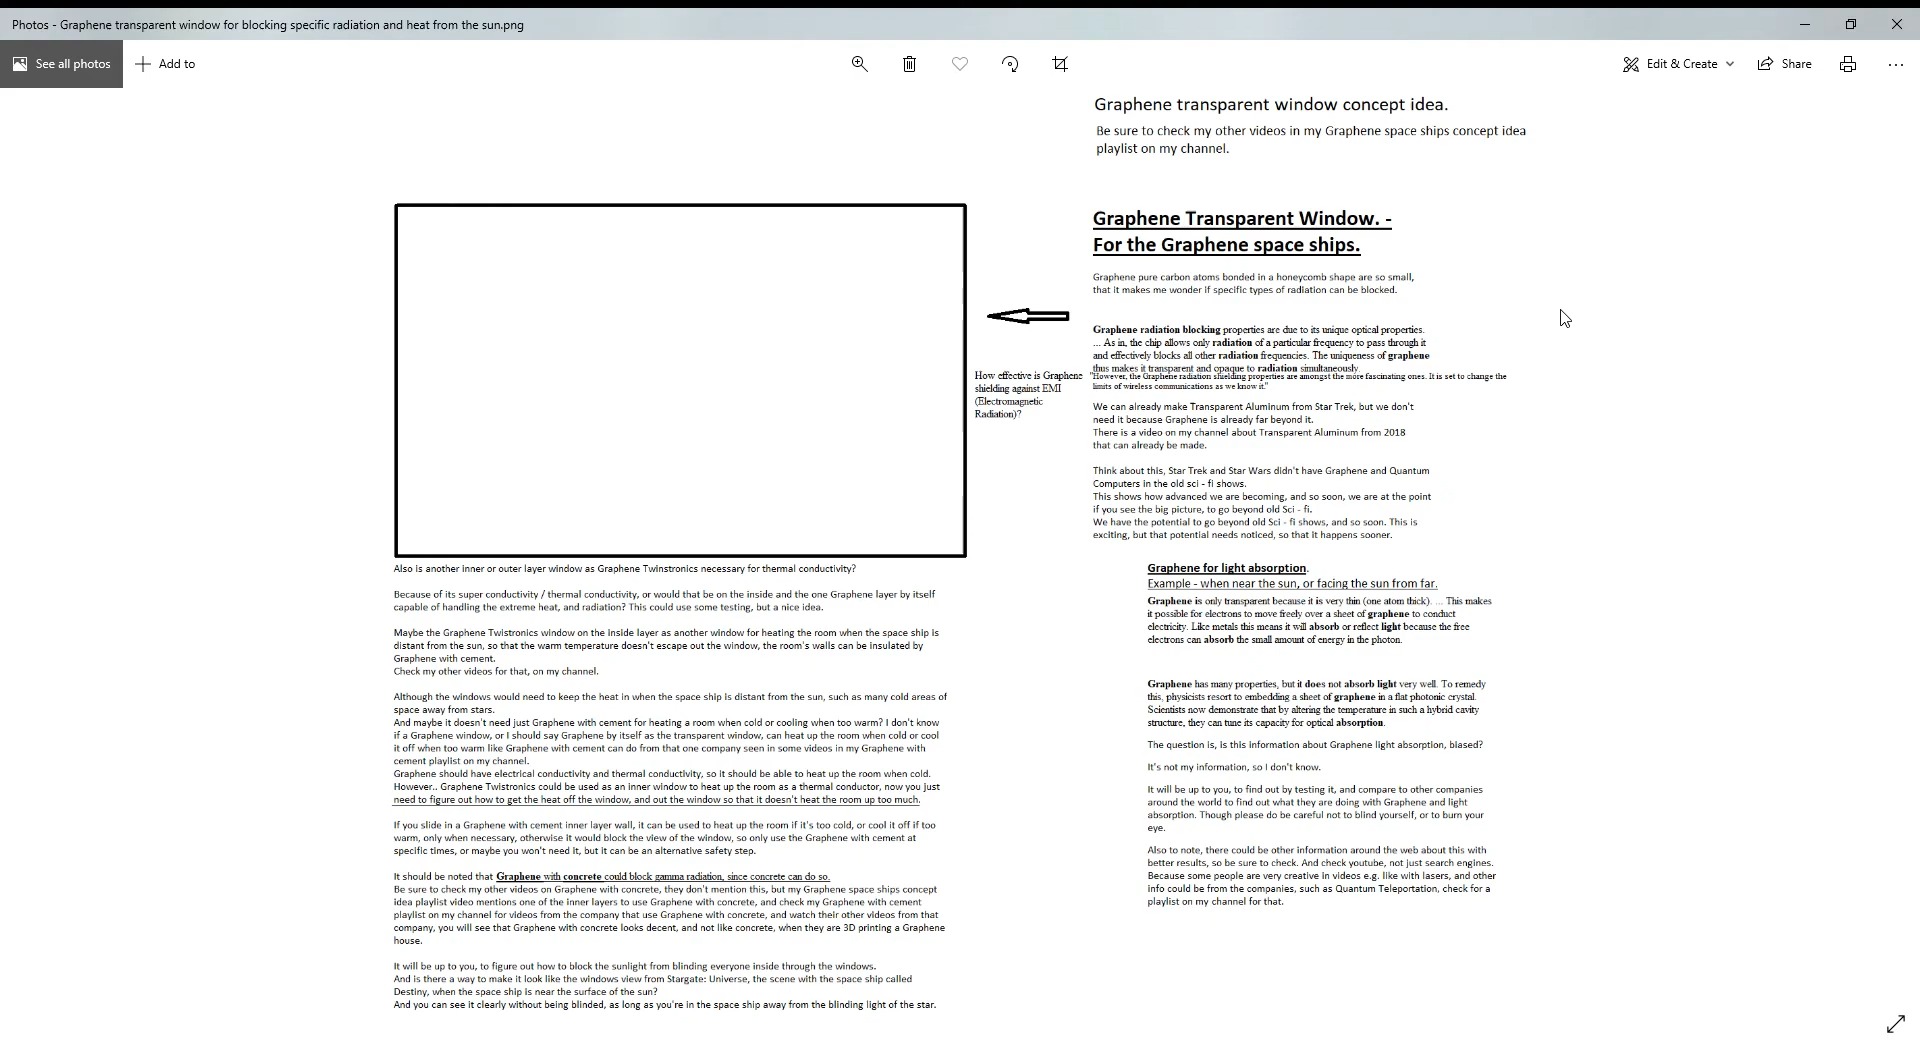 Photos - Graphene transparent window for blocking specific radiation and heat from the sun.png
See all photos
Add to
Edit & Create
Share
Graphene transparent window concept idea.
Be sure to check my other videos in my Graphene space ships concept idea
playlist on my channel.
Graphene Transparent Window. -
For the Graphene space ships.
Graphene pure carbon atoms bonded in a honeycomb shape are so small,
that it makes me wonder if specific types of radiation can be blocked.
Graphene radiation blocking properties are due to its unique optical properties.
... As in, the chip allows only radiation of a particular frequency to pass through it
and effectively blocks all other radiation frequencies. The uniqueness of graphene
thus makes it transparent and opaque to radiation simultaneously.
"However, the Graphene radiation shielding properties are amongst the more fascinating ones. It is set to change the
limits of wireless communications as we know it."
How effective is Graphene
shielding against EMI
(Electromagnetic
Radiation)?
We can already make Transparent Aluminum from Star Trek, but we don't
need it because Graphene is already far beyond it.
There is a video on my channel about Transparent Aluminum from 2018
that can already be made.
Think about this, Star Trek and Star Wars didn't have Graphene and Quantum
Computers in the old sci - fi shows.
This shows how advanced we are becoming, and so soon, we are at the point
if you see the big picture, to go beyond old Sci - fi.
We have the potential to go beyond old Sci - fi shows, and so soon. This is
exciting, but that potential needs noticed, so that it happens sooner.
Also is another inner or outer layer window as Graphene Twinstronics necessary for thermal conductivity?
Because of its super conductivity / thermal conductivity, or would that be on the inside and the one Graphene layer by itself
capable of handling the extreme heat, and radiation? This could use some testing, but a nice idea.
Maybe the Graphene Twistronics window on the inside layer as another window for heating the room when the space ship is
distant from the sun, so that the warm temperature doesn't escape out the window, the room's walls can be insulated by
Graphene with cement.
Check my other videos for that, on my channel.
Although the windows would need to keep the heat in when the space ship is distant from the sun, such as many cold areas of
space away from stars.
And maybe it doesn't need just Graphene with cement for heating a room when cold or cooling when too warm? I don't know
if a Graphene window, or I should say Graphene by itself as the transparent window, can heat up the room when cold or cool
it off when too warm like Graphene with cement can do from that one company seen in some videos in my Graphene with
cement playlist on my channel.
Graphene should have electrical conductivity and thermal conductivity, so it should be able to heat up the room when cold.
However.. Graphene Twistronics could be used as an inner window to heat up the room as a thermal conductor, now you just
need to figure out how to get the heat off the window, and out the window so that it doesn't heat the room up too much.
If you slide in a Graphene with cement inner layer wall, it can be used to heat up the room if it's too cold, or cool it off if too
warm, only when necessary, otherwise it would block the view of the window, so only use the Graphene with cement at
specific times, or maybe you won't need it, but it can be an alternative safety step.
It should be noted that Graphene with concrete could block gamma radiation, since concrete can do so.
Be sure to check my other videos on Graphene with concrete, they don't mention this, but my Graphene space ships concept
idea playlist video mentions one of the inner layers to use Graphene with concrete, and check my Graphene with cement
playlist on my channel for videos from the company that use Graphene with concrete, and watch their other videos from that
company, you will see that Graphene with concrete looks decent, and not like concrete, when they are 3D printing a Graphene
house.
It will be up to you, to figure out how to block the sunlight from blinding everyone inside through the windows.
And is there a way to make it look like the windows view from Stargate: Universe, the scene with the space ship called
Destiny, when the space ship is near the surface of the sun?
And you can see it clearly without being blinded, as long as you're in the space ship away from the blinding light of the star.
Graphene for light absorption.
Example - when near the sun, or facing the sun from far.
Graphene is only transparent because it is very thin (one atom thick). ... This makes
it possible for electrons to move freely over a sheet of graphene to conduct
electricity. Like metals this means it will absorb or reflect light because the free
electrons can absorb the small amount of energy in the photon.
Graphene has many properties, but it does not absorb light very well. To remedy
this, physicists resort to embedding a sheet of graphene in a flat photonic crystal.
Scientists now demonstrate that by altering the temperature in such a hybrid cavity
structure, they can tune its capacity for optical absorption.
The question is, is this information about Graphene light absorption, biased?
It's not my information, so I don't know.
It will be up to you, to find out by testing it, and compare to other companies
around the world to find out what they are doing with Graphene and light
absorption. Though please do be careful not to blind yourself, or to burn your
eye.
Also to note, there could be other information around the web about this with
better results, so be sure to check. And check youtube, not just search engines.
Because some people are very creative in videos e.g. like with lasers, and other
info could be from the companies, such as Quantum Teleportation, check for a
playlist on my channel for that.